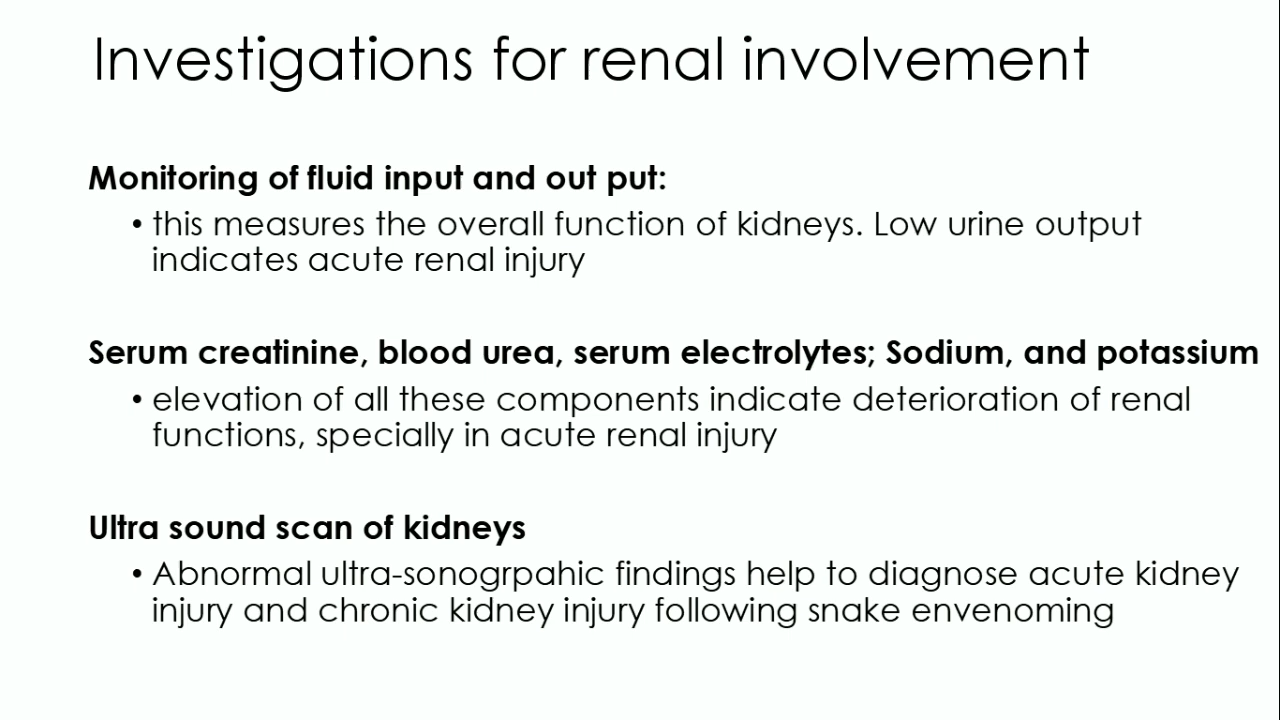 Investigations for renal involvement
Monitoring of fluid input and out put:
• this measures the overall function of kidneys. Low urine output
indicates acute renal injury
Serum creatinine, blood urea, serum electrolytes; Sodium, and potassium
• elevation of all these components indicate deterioration of renal
functions, specially in acute renal injury
Ultra sound scan of kidneys
• Abnormal ultra-sonogrpahic findings help to diagnose acute kidney
injury and chronic kidney injury following snake envenoming